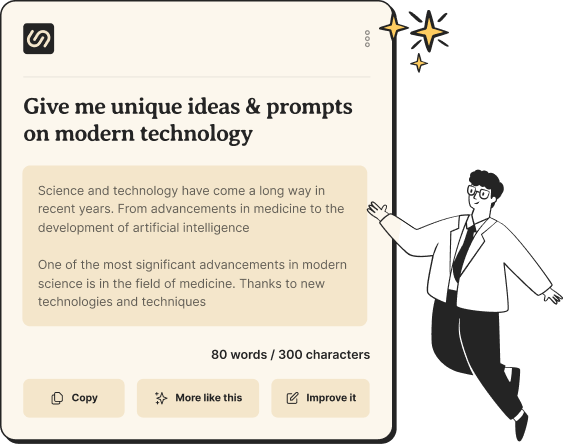 Give me unique ideas & prompts
on modern technology
Science and technology have come a long way in
recent years. From advancements in medicine to the
development of artificial intelligence
One of the most significant advancements in modern
science is in the field of medicine. Thanks to new
technologies and techniques
80 words / 300 characters
Copy
More like this
Improve it